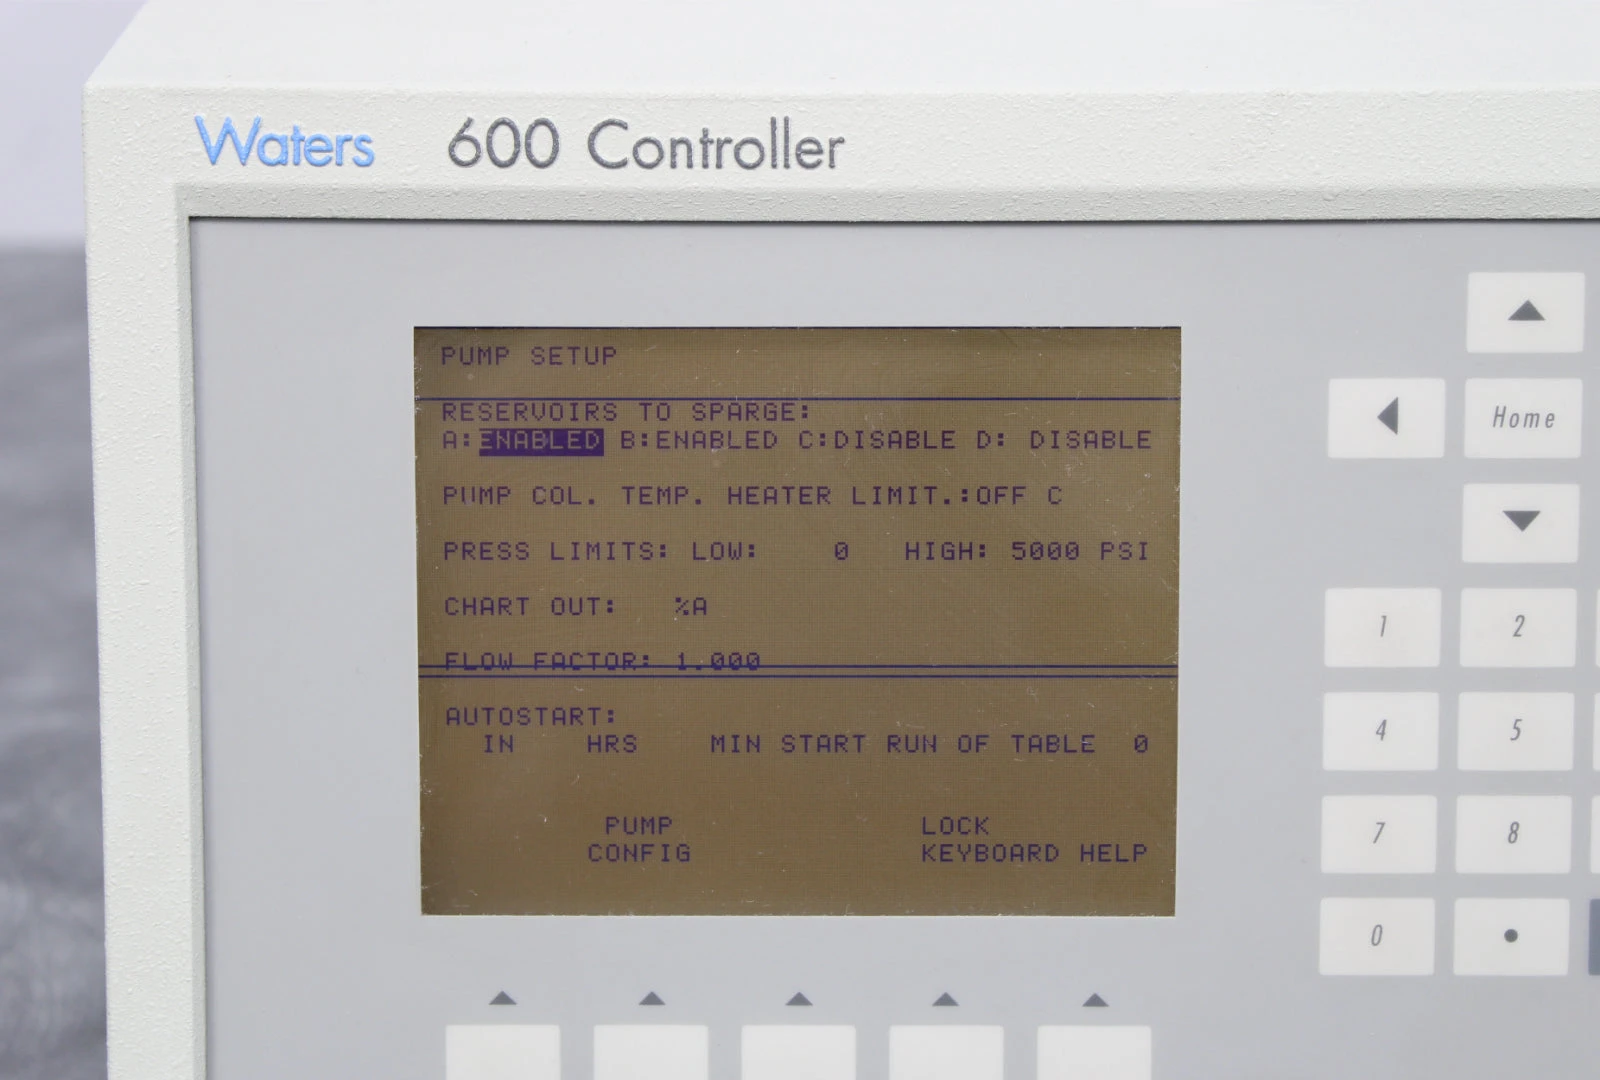 Waters 600 Controller
PUMP SETUP
RESERVOIRS TO SPARGE:
A:ENABLED B:ENABLED C:DISABLE D: DISABLE
PUMP COL. TEMP. HEATER LIMIT.:OFF C
PRESS LIMITS: LOW: 0 HIGH: 5000 PSI
CHART OUT: %A
FLOW FACTOR: 1.000
AUTOSTART:
IN HRS MIN START RUN OF TABLE 0
PUMP LOCK
CONFIG KEYBOARD HELP
Home
1 2
4 5
7 8
0 .